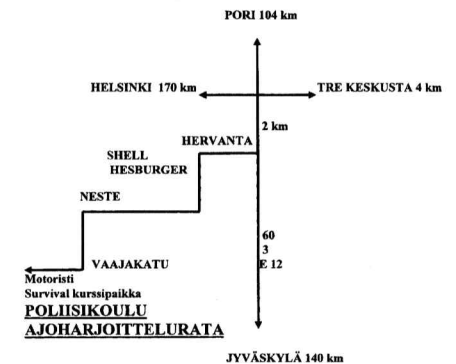 PORI 104 km
HELSINKI 170 km
TRE KESKUSTA 4 km
2 km
HERVANTA
SHELL
HESBURGER
NESTE
60
3
E 12
VAAJAKATU
Motoristi
Survival kurssipaikka
POLIISIKOULU
AJOHARJOITTELURATA
JYVÄSKYLÄ 140 km